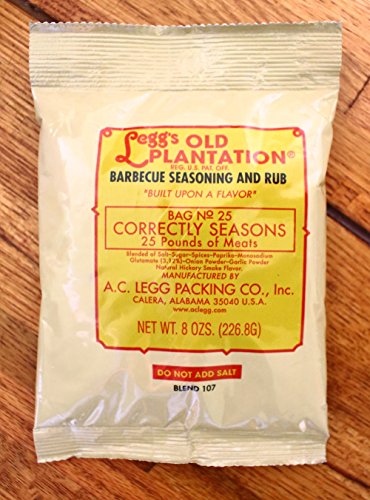 Legg's OLD
PLANTATION®
REG. U.S. PAT. OFF.
BARBECUE SEASONING AND RUB
"BUILT UPON A FLAVOR"
BAG Nº 25
CORRECTLY SEASONS
25 Pounds of Meats
Blended of Salt-Sugar-Spices-Paprika-Monosodium
Glutamate (3.12%)-Onion Powder-Garlic Powder
Natural Hickory Smoke Flavor.
MANUFACTURED BY
A.C. LEGG PACKING CO., Inc.
CALERA, ALABAMA 35040 U.S.A.
www.aclegg.com
NET WT. 8 OZS. (226.8G)
DO NOT ADD SALT
BLEND 107